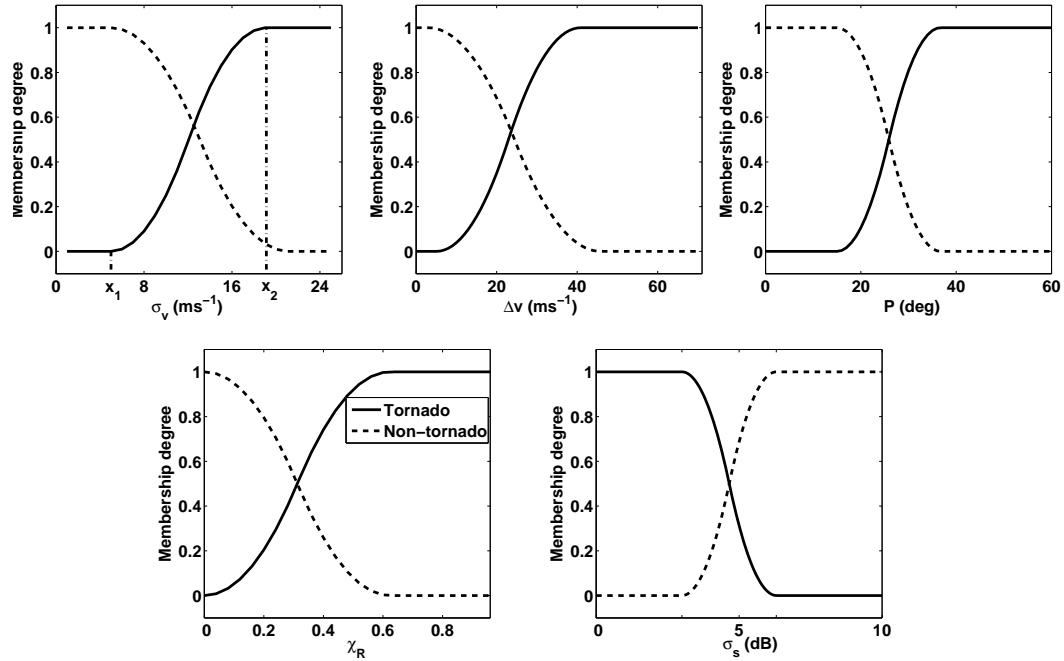 Membership degree
1
0.8
0.6
0.4
0.2
0
0 x₁ 8 16 x₂ 24
σᵥ (ms⁻¹)
Membership degree
1
0.8
0.6
0.4
0.2
0
0 20 40 60
Δv (ms⁻¹)
Membership degree
1
0.8
0.6
0.4
0.2
0
0 20 40 60
P (deg)
Membership degree
1
0.8
0.6
0.4
0.2
0
0 0.2 0.4 0.6 0.8
χ_R
Tornado
Non−tornado
Membership degree
1
0.8
0.6
0.4
0.2
0
0 5 10
σₛ (dB)